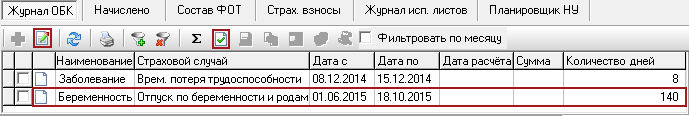 Журнал ОБК Начислено Состав ФОТ Страх. взносы Журнал исп. листов Планировщик НУ
Σ Фильтровать по месяцу
Наименование Страховой случай Дата с Дата по Дата расчёта Сумма Количество дней
Заболевание Врем. потеря трудоспособности 08.12.2014 15.12.2014 8
Беременность Отпуск по беременности и родам 01.06.2015 18.10.2015 140